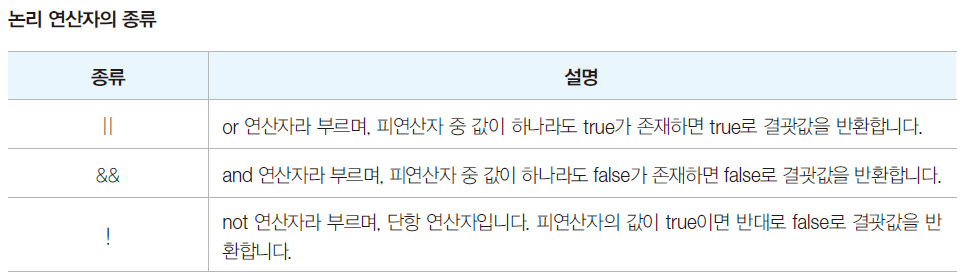 논리 연산자의 종류
종류 설명
|| or 연산자라 부르며, 피연산자 중 값이 하나라도 true가 존재하면 true로 결괏값을 반환합니다.
&& and 연산자라 부르며, 피연산자 중 값이 하나라도 false가 존재하면 false로 결괏값을 반환합니다.
! not 연산자라 부르며, 단항 연산자입니다. 피연산자의 값이 true이면 반대로 false로 결괏값을 반
환합니다.